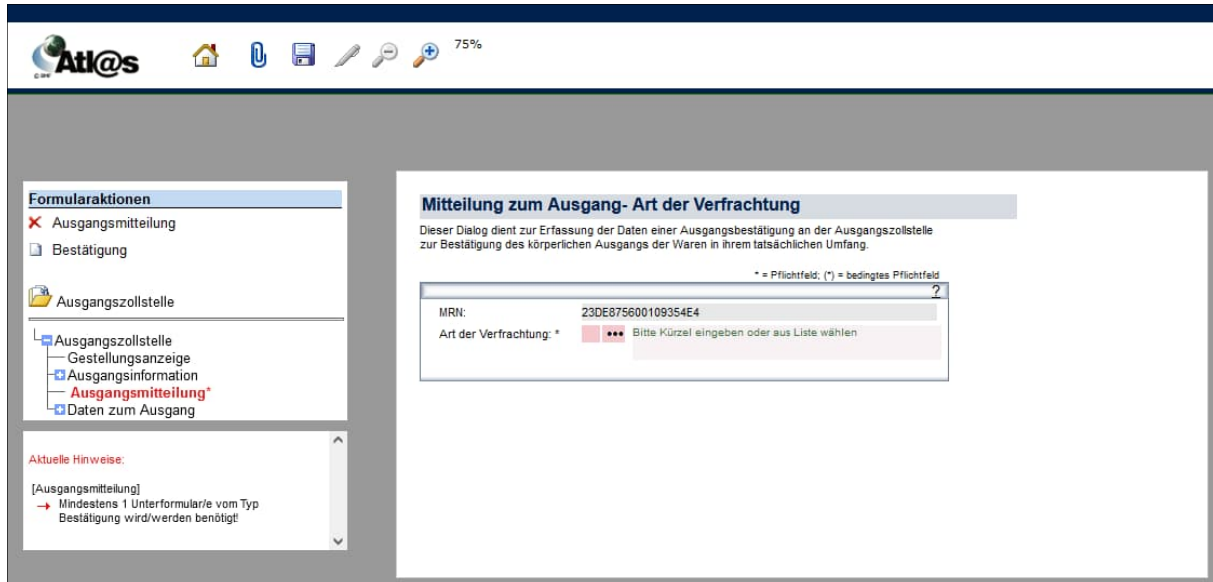 Atl@s
75%
Formularaktionen
Ausgangsmitteilung
Bestätigung
Ausgangszollstelle
Ausgangszollstelle
Gestellungsanzeige
Ausgangsinformation
Ausgangsmitteilung*
Daten zum Ausgang
Aktuelle Hinweise:
[Ausgangsmitteilung]
Mindestens 1 Unterformular/e vom Typ
Bestätigung wird/werden benötigt!
Mitteilung zum Ausgang- Art der Verfrachtung
Dieser Dialog dient zur Erfassung der Daten einer Ausgangsbestätigung an der Ausgangszollstelle
zur Bestätigung des körperlichen Ausgangs der Waren in ihrem tatsächlichen Umfang.
* = Pflichtfeld; (*) = bedingtes Pflichtfeld
?
MRN: 23DE875600109354E4
Art der Verfrachtung: * ••• Bitte Kürzel eingeben oder aus Liste wählen